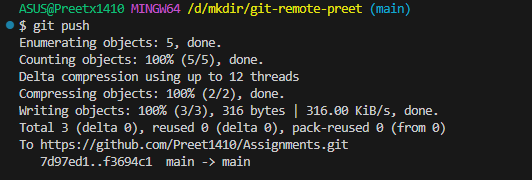 ASUS@Preetx1410 MINGW64 /d/mkdir/git-remote-preet (main)
$ git push
Enumerating objects: 5, done.
Counting objects: 100% (5/5), done.
Delta compression using up to 12 threads
Compressing objects: 100% (2/2), done.
Writing objects: 100% (3/3), 316 bytes | 316.00 KiB/s, done.
Total 3 (delta 0), reused 0 (delta 0), pack-reused 0 (from 0)
To https://github.com/Preet1410/Assignments.git
   7d97ed1..f3694c1  main -> main